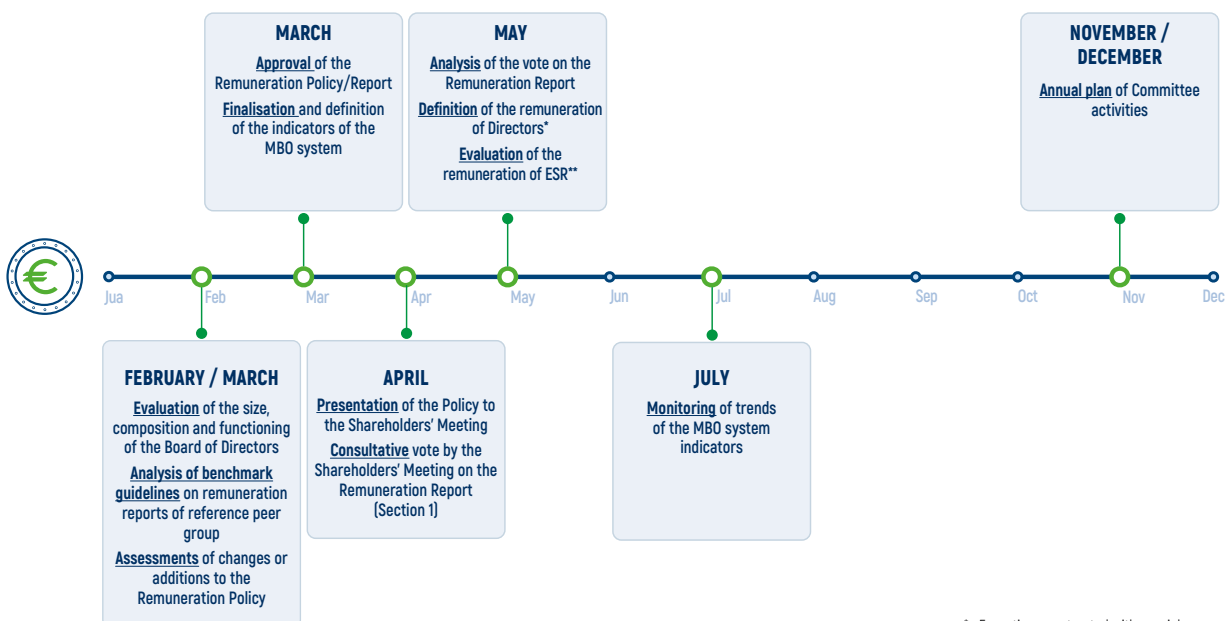 MARCH
Approval of the
Remuneration Policy/Report
Finalisation and definition
of the indicators of the
MBO system
MAY
Analysis of the vote on the
Remuneration Report
Definition of the remuneration
of Directors*
Evaluation of the
remuneration of ESR**
NOVEMBER /
DECEMBER
Annual plan of Committee
activities
€
Jua
Feb
Mar
Apr
May
Jun
Jul
Aug
Sep
Oct
Nov
Dec
FEBRUARY / MARCH
Evaluation of the size,
composition and functioning
of the Board of Directors
Analysis of benchmark
guidelines on remuneration
reports of reference peer
group
Assessments of changes or
additions to the
Remuneration Policy
APRIL
Presentation of the Policy to
the Shareholders' Meeting
Consultative vote by the
Shareholders' Meeting on the
Remuneration Report
(Section 1)
JULY
Monitoring of trends
of the MBO system
indicators